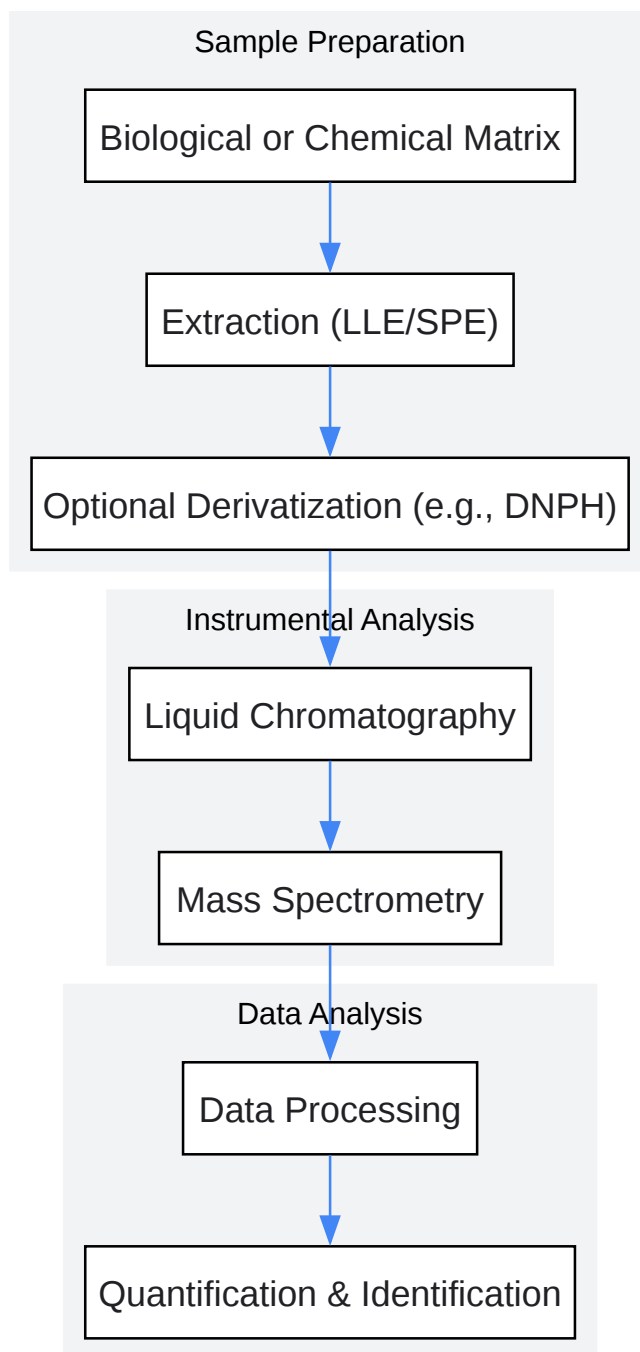 Sample Preparation
Biological or Chemical Matrix
Extraction (LLE/SPE)
Optional Derivatization (e.g., DNPH)
Instrumental Analysis
Liquid Chromatography
Mass Spectrometry
Data Analysis
Data Processing
Quantification & Identification